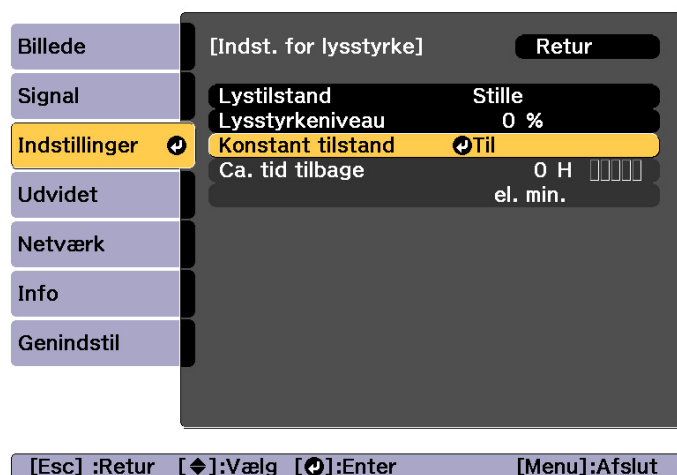 Billede
Signal
Indstillinger
Udvidet
Netværk
Info
Genindstil
[Indst. for lysstyrke] Retur
Lystilstand Stille
Lysstyrkeniveau 0 %
Konstant tilstand Til
Ca. tid tilbage 0 H
el. min.
[Esc] :Retur [◆]:Vælg [↵]:Enter [Menu]:Afslut